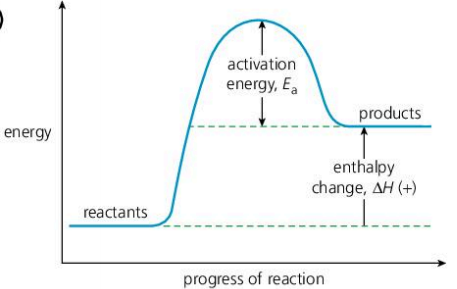 )
activation
energy, Eₐ
products
energy
enthalpy
change, ΔH (+)
reactants
progress of reaction